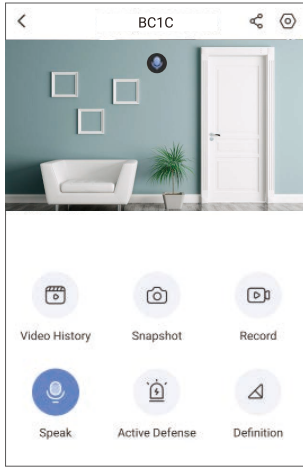 BC1C
Video History
Snapshot
Record
Speak
Active Defense
Definition